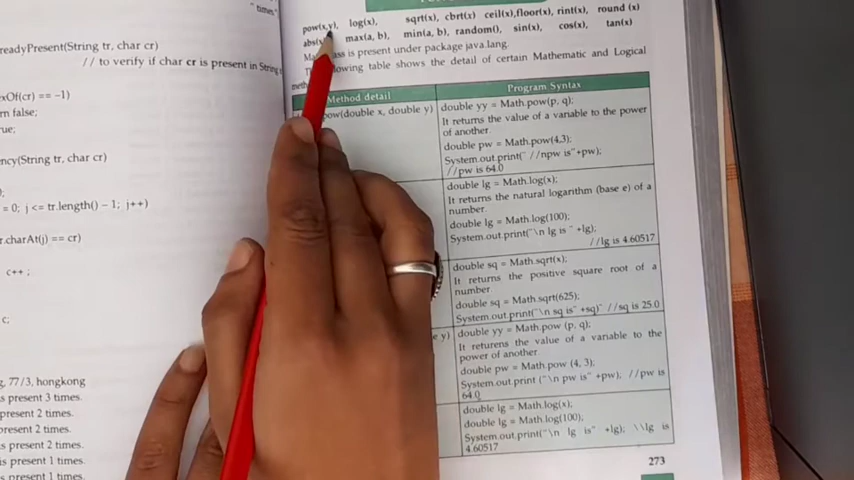 " times"
readyPresent(String tr, char cr)
// to verify if char cr is present in String
exOf(cr) == -1)
rn false;
rue;
ency(String tr, char cr)
0;
= 0; j <= tr.length() - 1; j++)
.charAt(j) == cr)
c++ ;
c;
g, 77/3, hongkong
s present 3 times.
s present 2 times.
s present 2 times.
s present 2 times.
s present 1 times.
s present 1 times.
pow(x,y), log(x), sqrt(x), cbrt(x) ceil(x),floor(x), rint(x), round (x)
max(a, b), min(a, b), random(), sin(x), cos(x), tan(x)
is present under package java.lang.
following table shows the detail of certain Mathematic and Logical
Method detail
Program Syntax
pow(double x, double y)
double yy = Math.pow(p, q);
It returns the value of a variable to the power
of another.
double pw = Math.pow(4,3);
System.out.print(" //npw is"+pw);
//pw is 64.0
double lg = Math.log(x);
It returns the natural logarithm (base e) of a
number.
double lg = Math.log(100);
System.out.print("\n lg is " +lg);
//lg is 4.60517
double sq = Math.sqrt(x);
It returns the positive square root of a
number
double sq = Math.sqrt(625);
System.out.print("\n sq is "+sq)" //sq is 25.0
e y)
double yy = Math.pow (p, q);
It returens the value of a variable to the
power of another.
double pw = Math.pow (4, 3);
System.out.print ("\n pw is" +pw); //pw is
64.0
double lg = Math.log(x);
double lg = Math.log(100),
System.out.print("\n lg is" +lg); \\lg is
4.60517
273